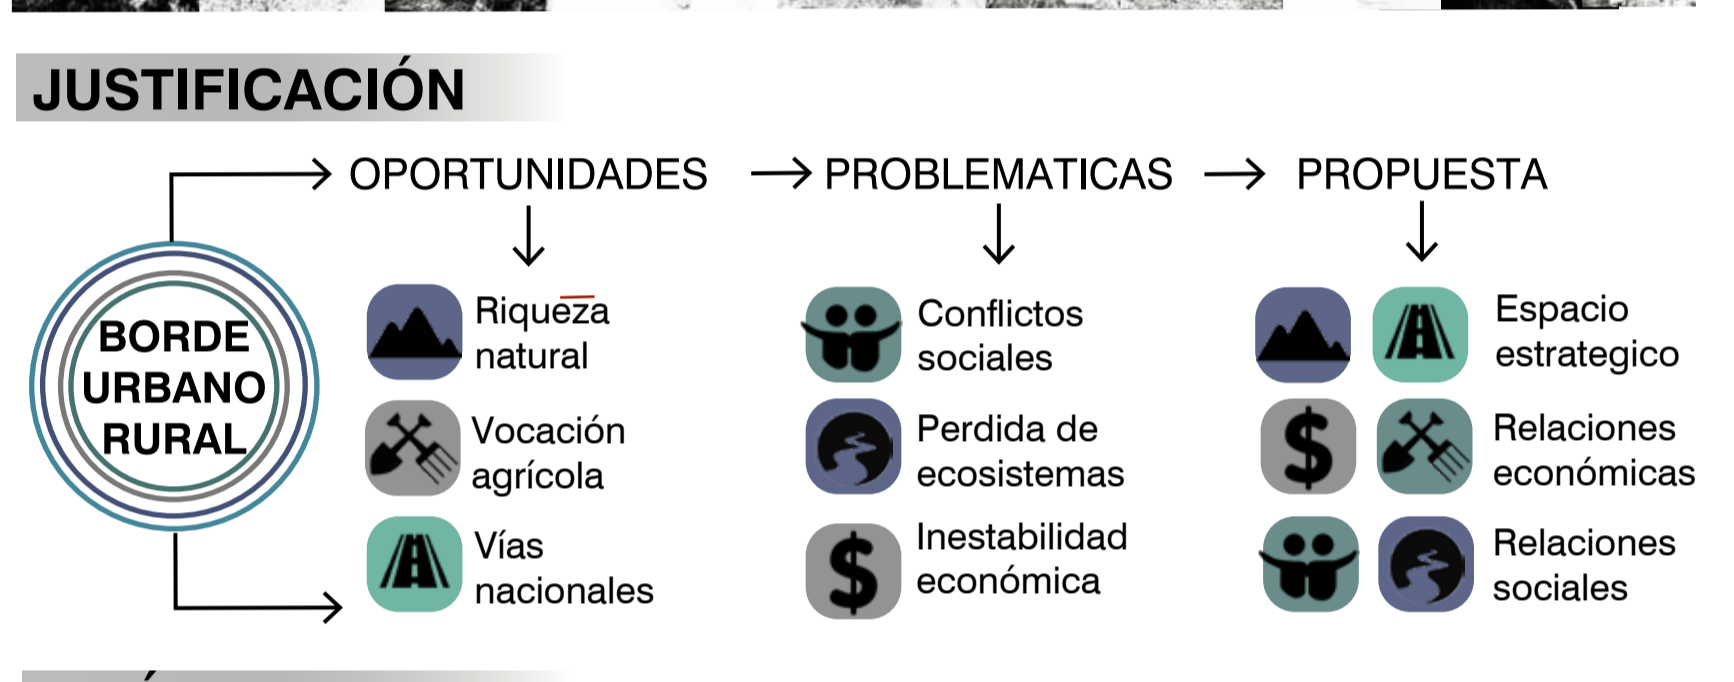 JUSTIFICACIÓN
OPORTUNIDADES
PROBLEMATICAS
PROPUESTA
BORDE
URBANO
RURAL
Riqueza
natural
Vocación
agrícola
Vías
nacionales
Conflictos
sociales
Perdida de
ecosistemas
$
Inestabilidad
económica
Espacio
estrategico
$
Relaciones
económicas
Relaciones
sociales